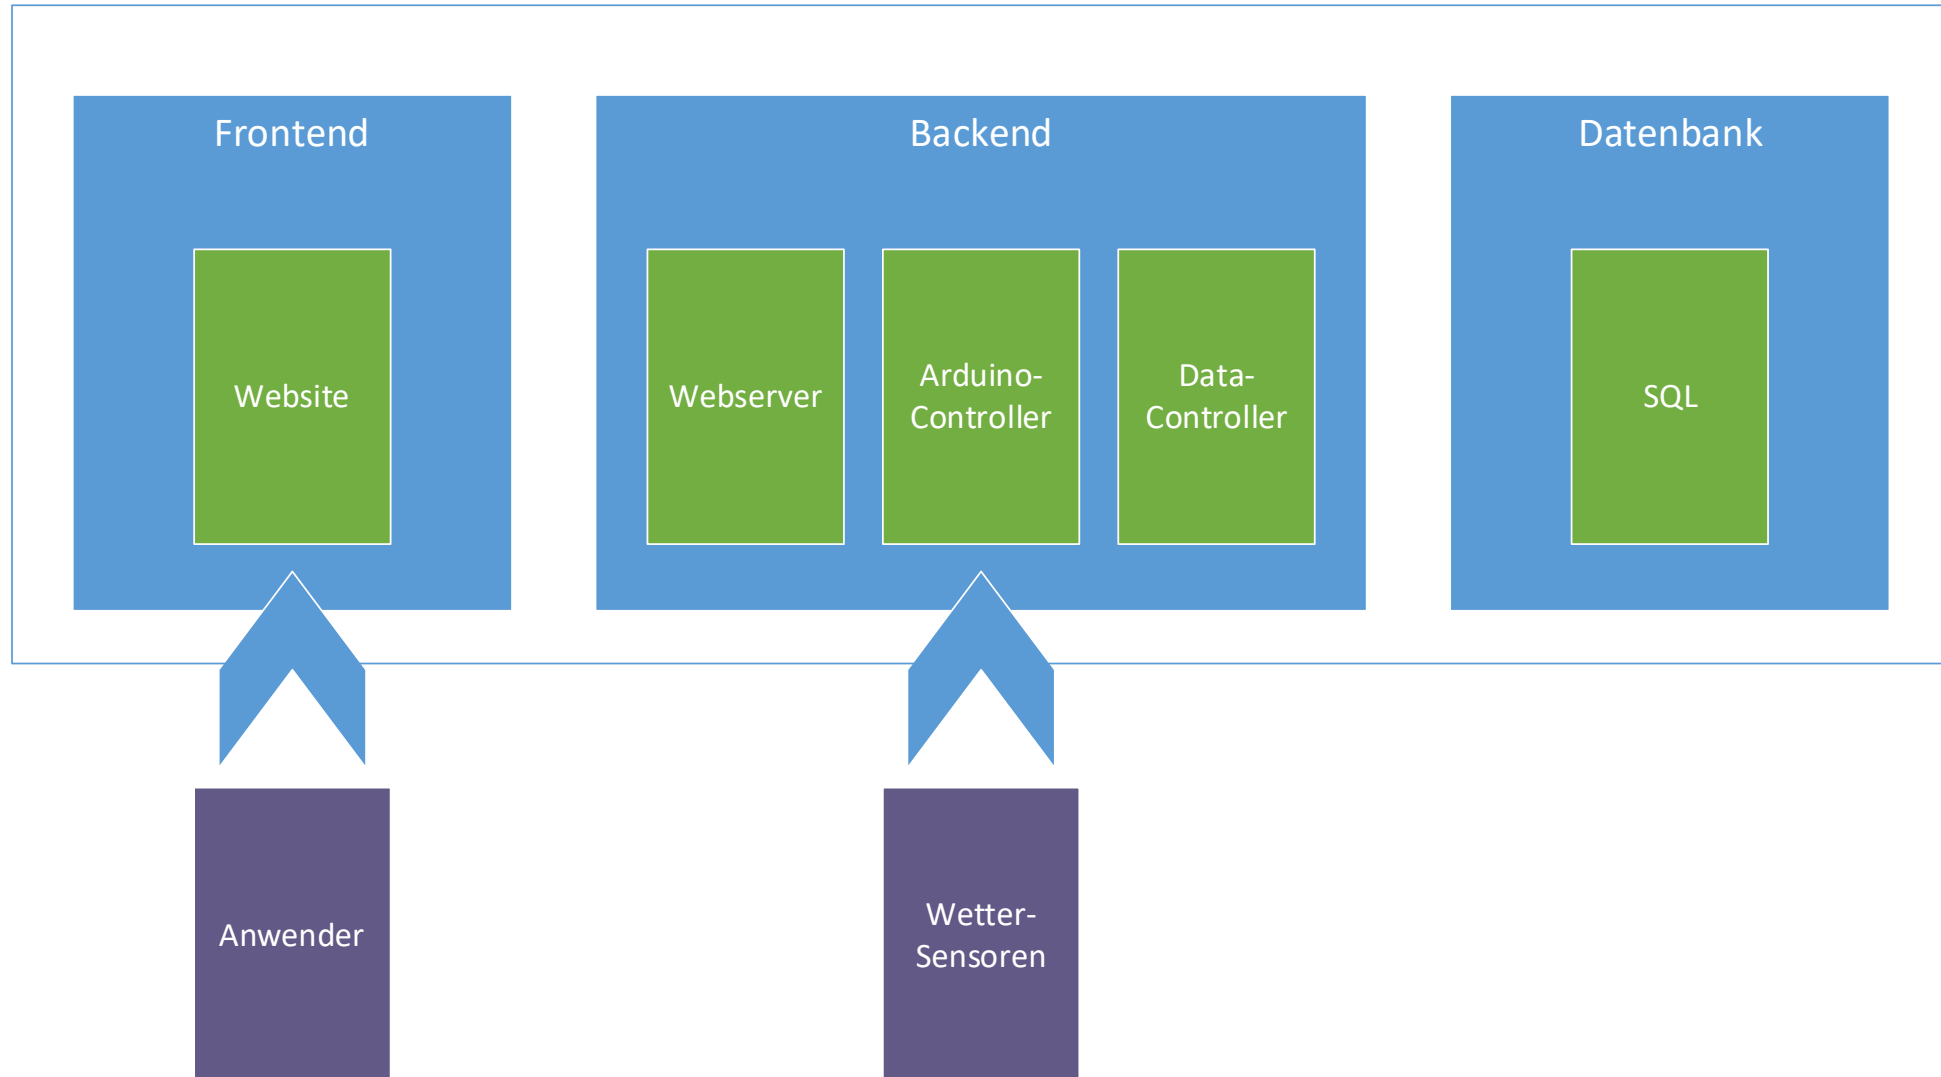 Frontend
Backend
Datenbank
Website
Webserver
Arduino-
Controller
Data-
Controller
SQL
Anwender
Wetter-
Sensoren